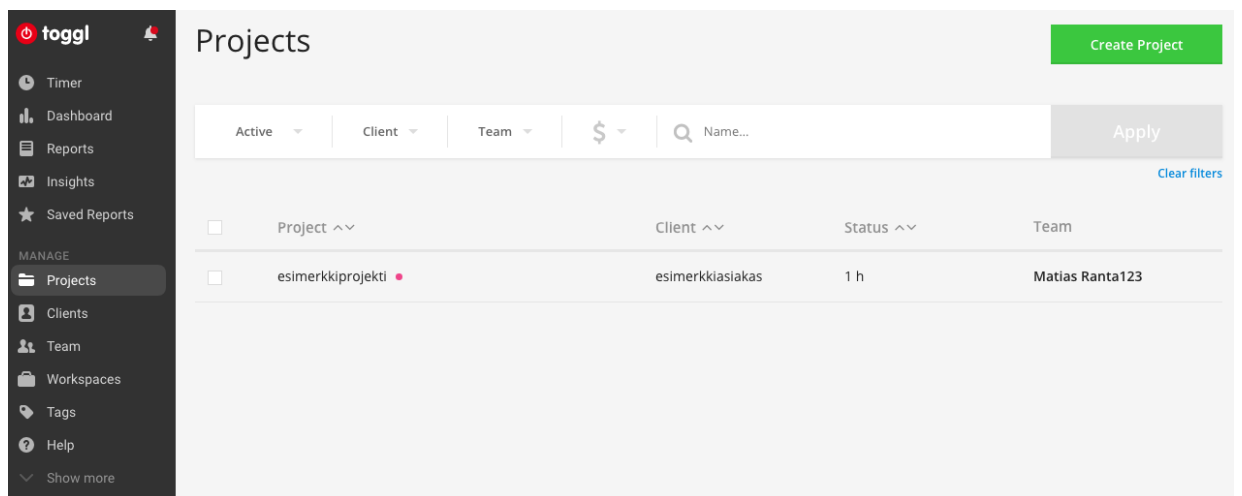 toggl
Timer
Dashboard
Reports
Insights
Saved Reports
MANAGE
Projects
Clients
Team
Workspaces
Tags
Help
Show more
Projects
Create Project
Active Client Team $ Name... Apply
Clear filters
Project Client Status Team
esimerkkiprojekti esimerkkiasiakas 1 h Matias Ranta123